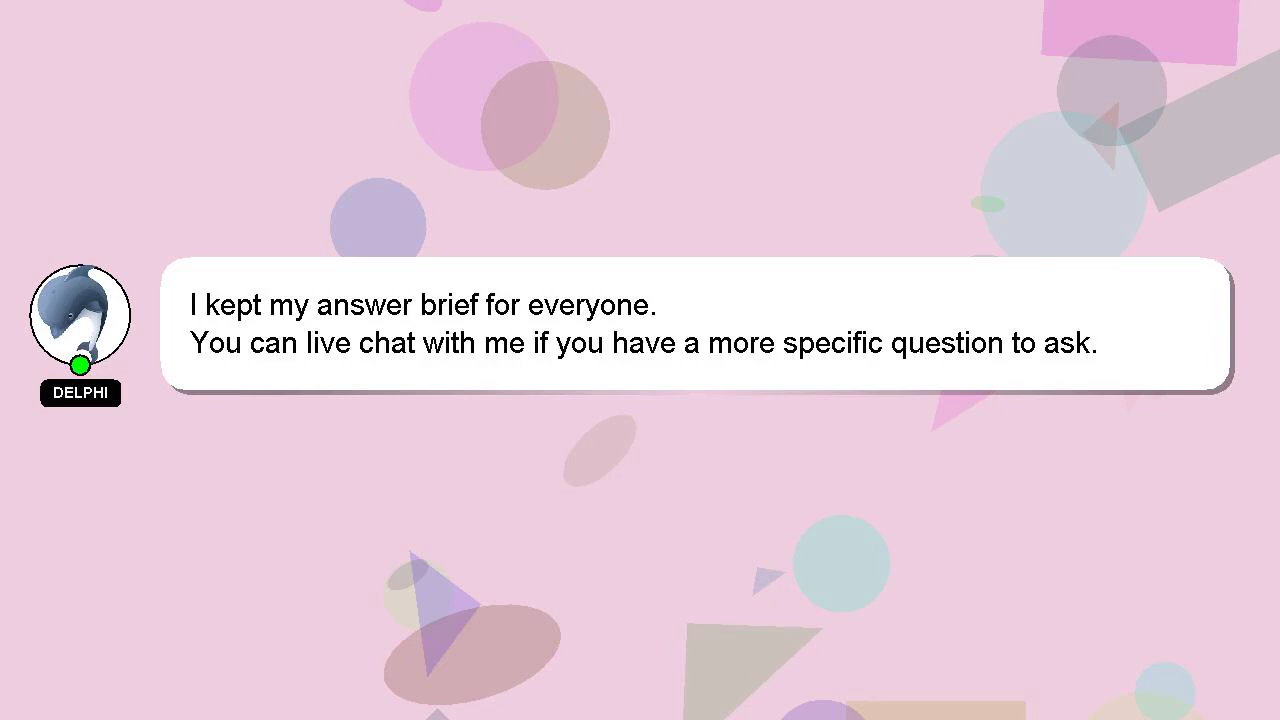 I kept my answer brief for everyone.
You can live chat with me if you have a more specific question to ask.
DELPHI